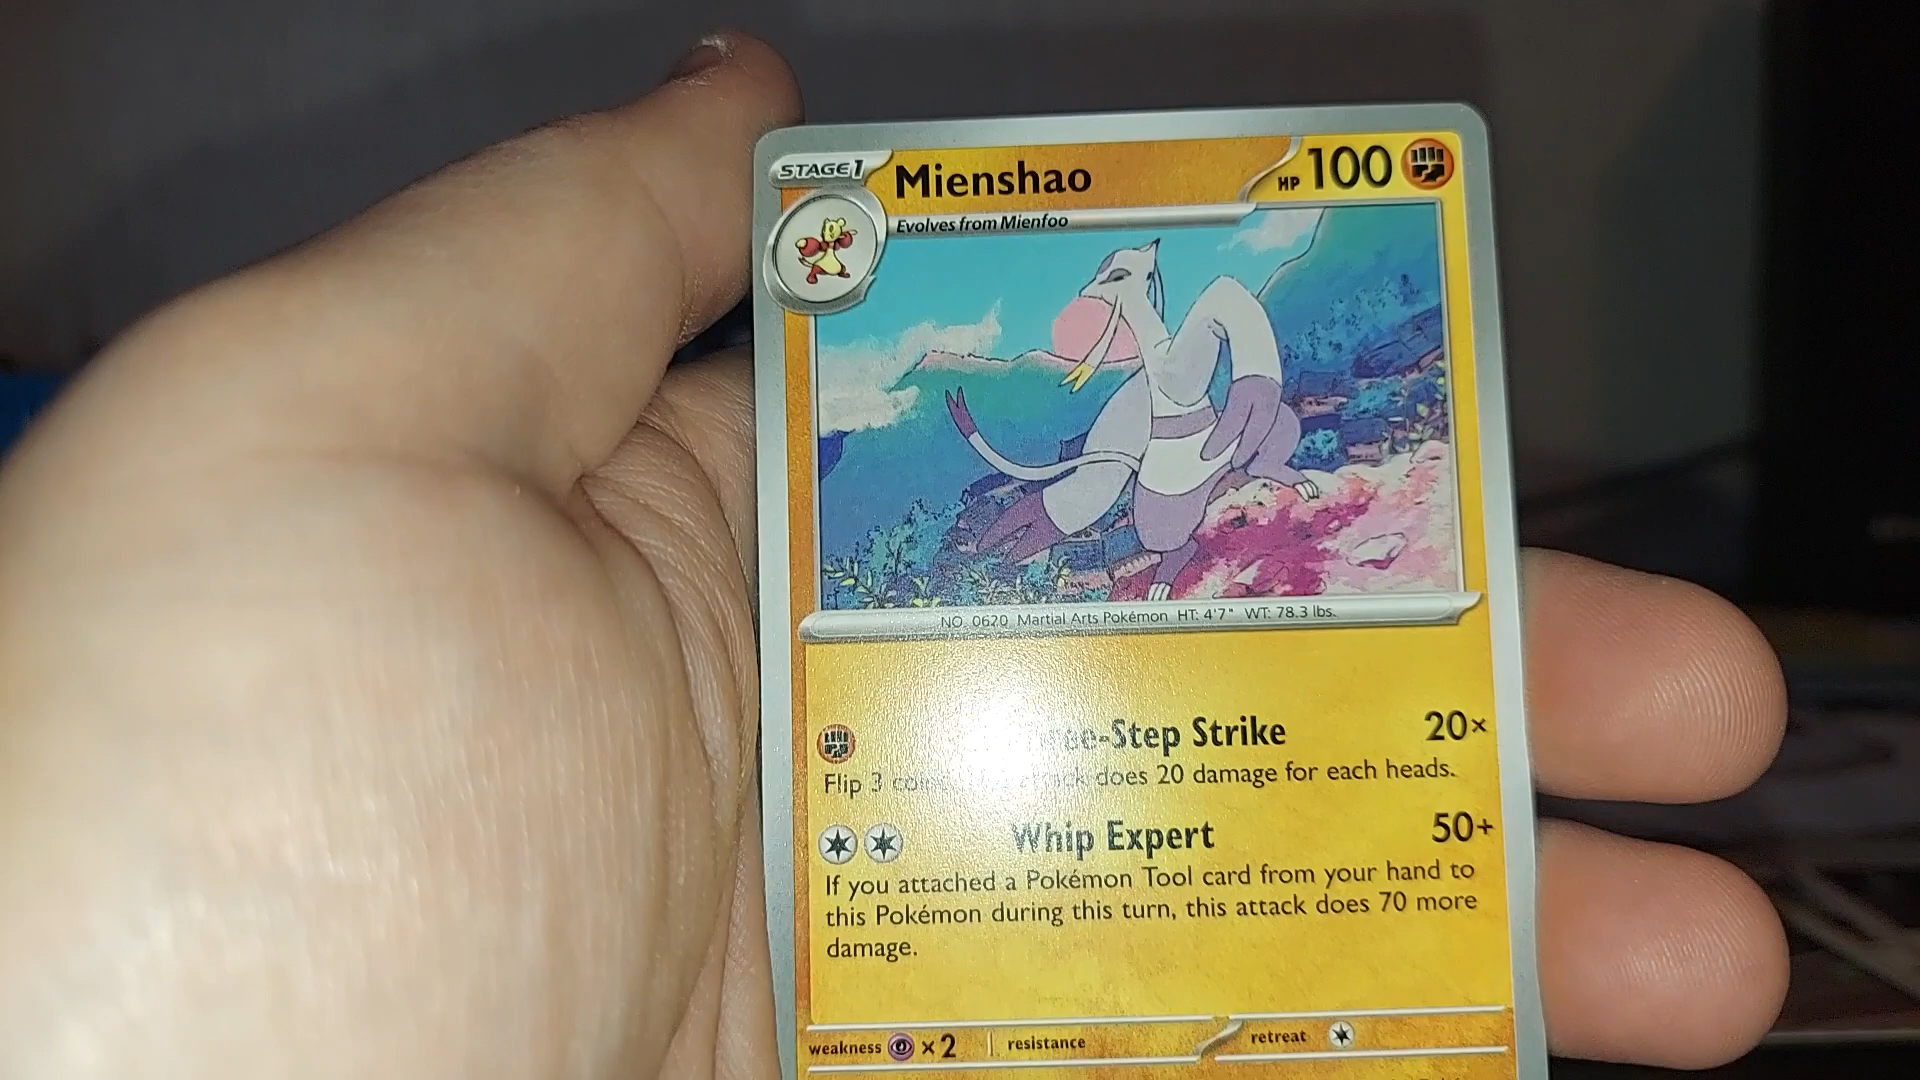 STAGE1 Mienshao HP 100
Evolves from Mienfoo
NO. 0620 Martial Arts Pokémon HT: 4'7" WT: 78.3 lbs.
-Step Strike 20×
Flip 3 does 20 damage for each heads.
Whip Expert 50+
If you attached a Pokémon Tool card from your hand to
this Pokémon during this turn, this attack does 70 more
damage.
weakness ×2 resistance retreat